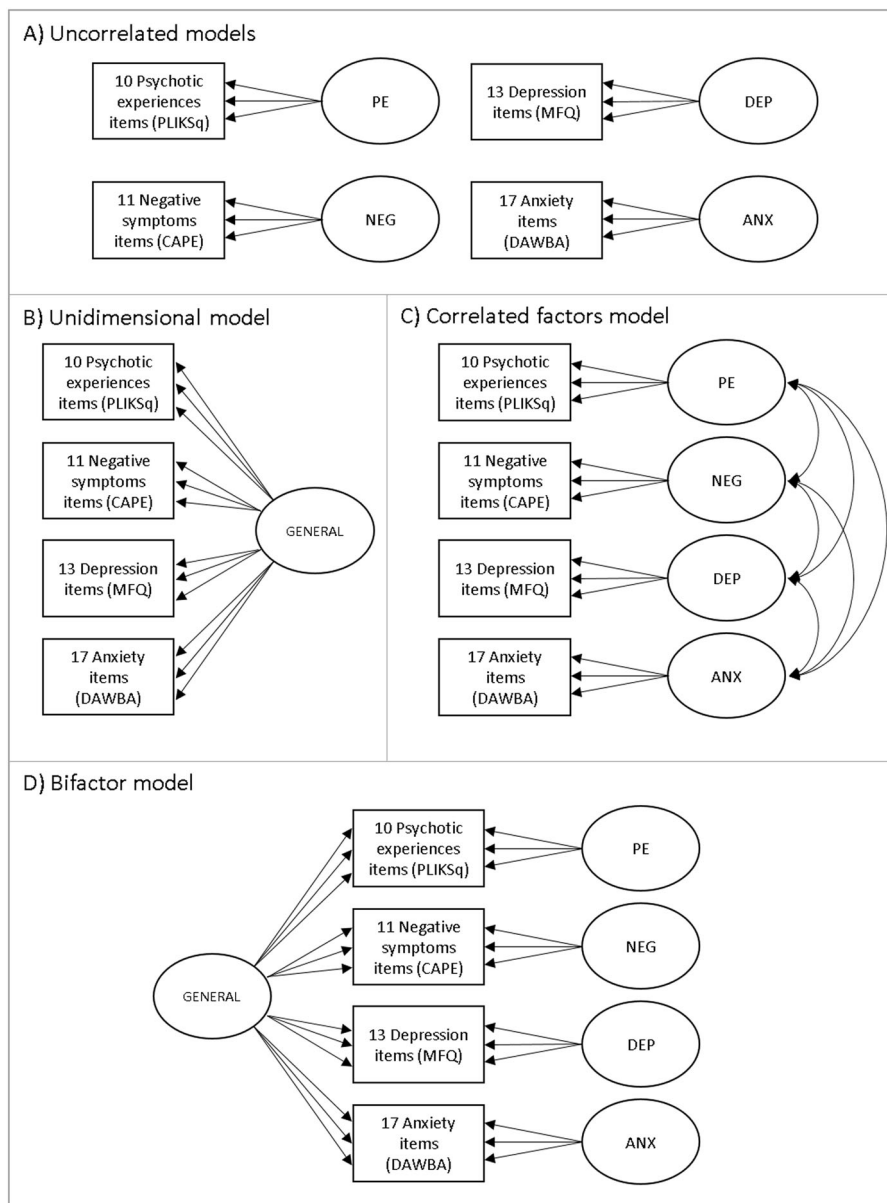 A) Uncorrelated models
10 Psychotic
experiences
items (PLIKSq)
PE
13 Depression
items (MFQ)
DEP
11 Negative
symptoms
items (CAPE)
NEG
17 Anxiety
items
(DAWBA)
ANX
B) Unidimensional model
10 Psychotic
experiences
items (PLIKSq)
11 Negative
symptoms
items (CAPE)
13 Depression
items (MFQ)
17 Anxiety
items
(DAWBA)
GENERAL
C) Correlated factors model
10 Psychotic
experiences
items (PLIKSq)
PE
11 Negative
symptoms
items (CAPE)
NEG
13 Depression
items (MFQ)
DEP
17 Anxiety
items
(DAWBA)
ANX
D) Bifactor model
GENERAL
10 Psychotic
experiences
items (PLIKSq)
PE
11 Negative
symptoms
items (CAPE)
NEG
13 Depression
items (MFQ)
DEP
17 Anxiety
items
(DAWBA)
ANX